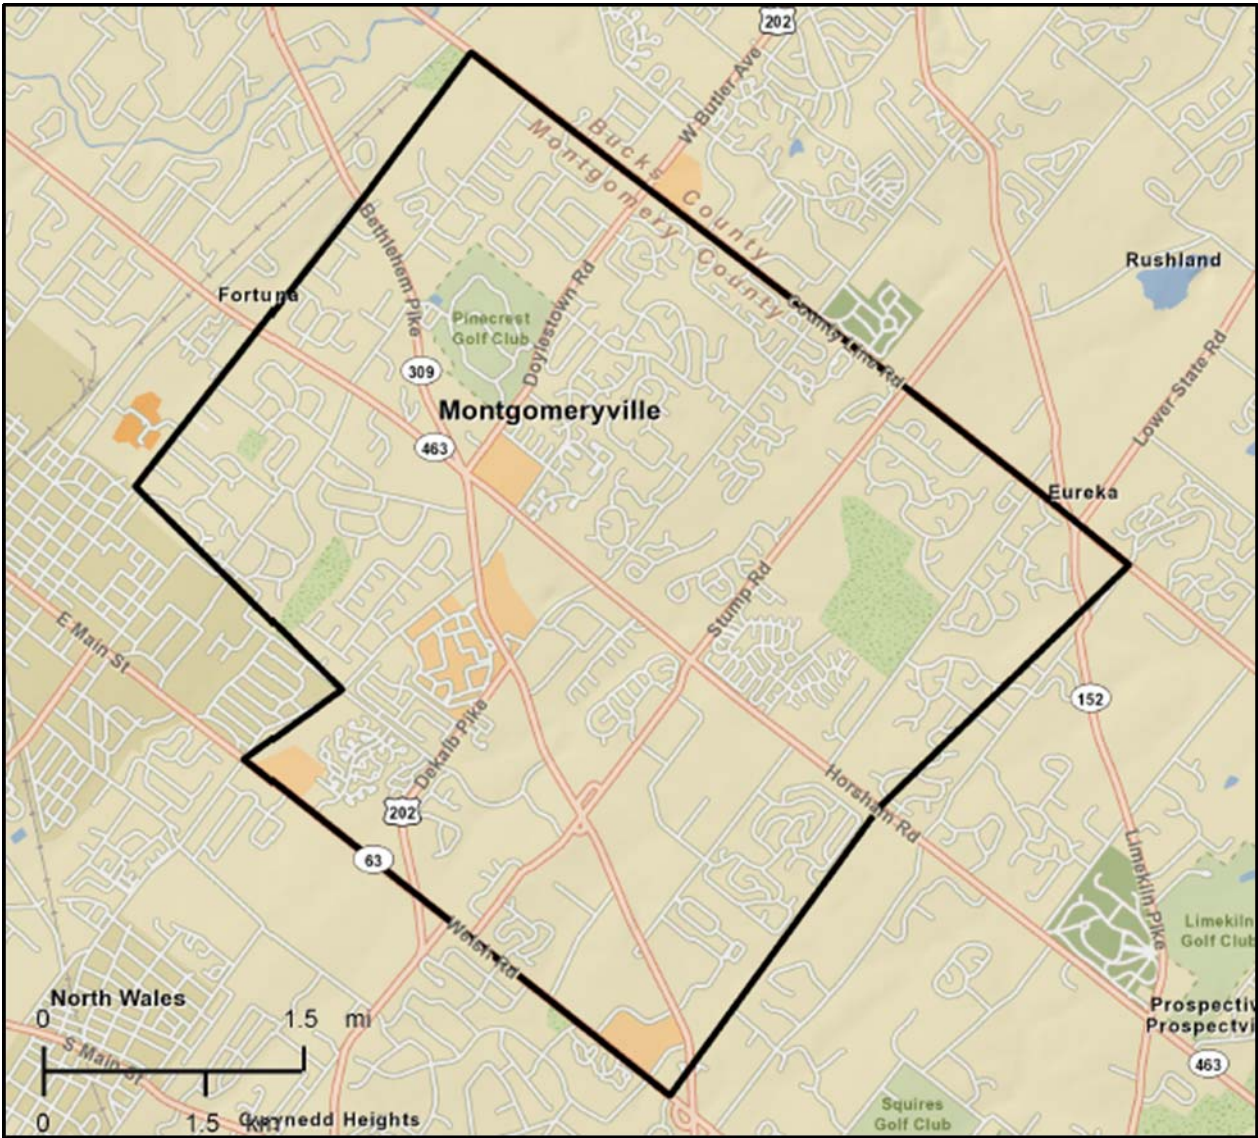 202
W Butler Ave
Bucks County
Montgomery County
Rushland
Bethlehem Pike
Fortuna
Pinecrest
Golf Club
Doylestown Rd
County Line Rd
Lower State Rd
309
Montgomeryville
463
Eureka
Stump Rd
E Main St
152
Dekalb Pike
202
Horsham Rd
63
Limekiln Pike
Welsh Rd
Limekiln
Golf Club
North Wales
0 1.5 mi
Prospectiv
Prospectvi
S Main St
463
0 1.5 km
Gwynedd Heights
Squires
Golf Club